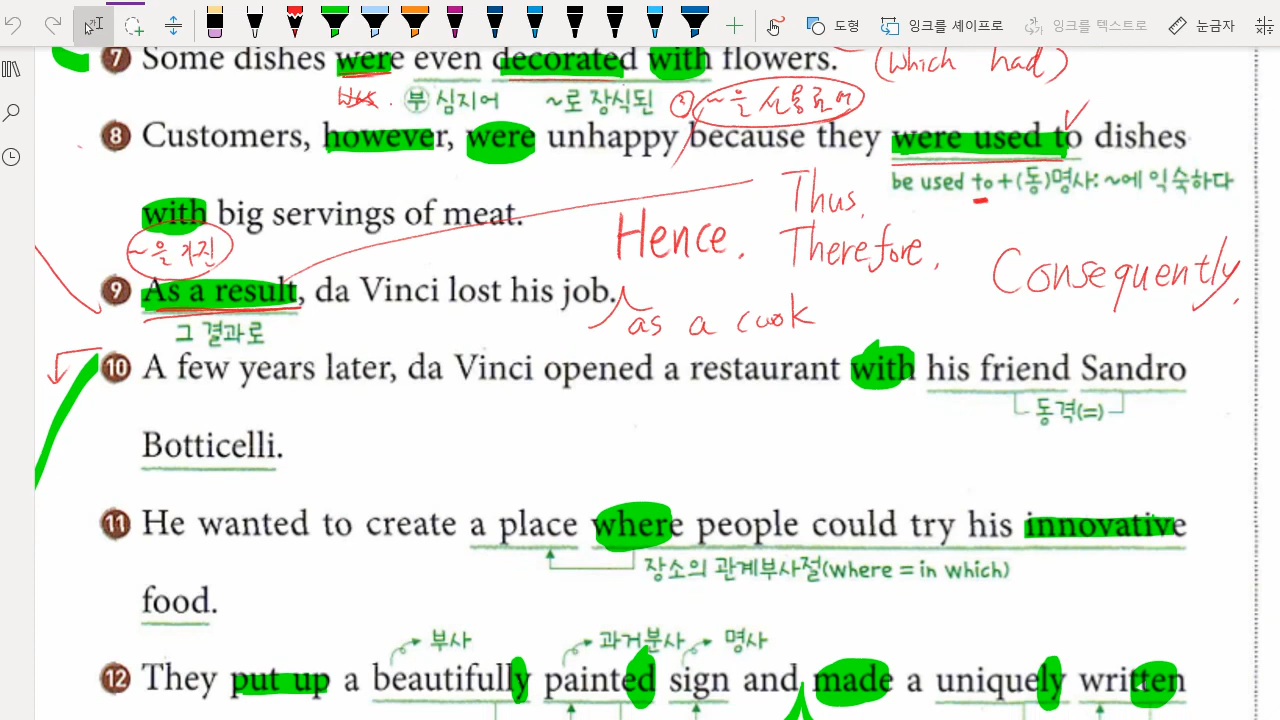 도형 잉크를 셰이프로 잉크를 텍스트로 눈금자
7 Some dishes were even decorated with flowers. (which had)
was. 부 심지어 ~로 장식된 ② ~을 사용하여
8 Customers, however, were unhappy because they were used to dishes
be used to+(동)명사: ~에 익숙하다
with big servings of meat.
~을 가진 Hence, Thus, Therefore, Consequently,
9 As a result, da Vinci lost his job.
그 결과로 as a cook
10 A few years later, da Vinci opened a restaurant with his friend Sandro
동격(=)
Botticelli.
11 He wanted to create a place where people could try his innovative
장소의 관계부사절(where = in which)
food.
부사 과거분사 명사
12 They put up a beautifully painted sign and made a uniquely written